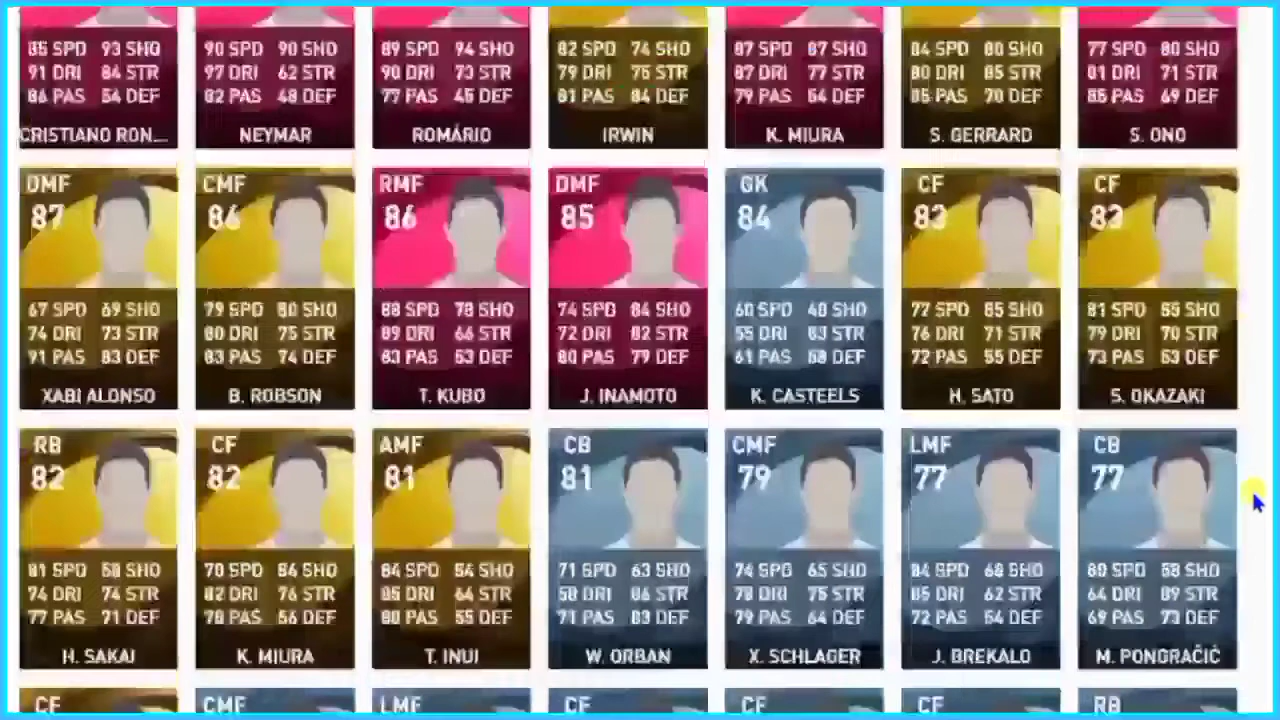 85 SPD 93 SHO 90 SPD 90 SHO 89 SPD 94 SHO 82 SPD 74 SHO 87 SPD 87 SHO 84 SPD 80 SHO 77 SPD 80 SHO
91 DRI 84 STR 97 DRI 62 STR 90 DRI 73 STR 79 DRI 75 STR 87 DRI 77 STR 80 DRI 85 STR 81 DRI 71 STR
86 PAS 54 DEF 82 PAS 48 DEF 77 PAS 45 DEF 81 PAS 84 DEF 79 PAS 54 DEF 85 PAS 70 DEF 85 PAS 69 DEF
CRISTIANO RON... NEYMAR ROMÁRIO IRWIN K. MIURA S. GERRARD S. ONO
DMF CMF RMF DMF GK CF CF
87 86 86 85 84 83 83
67 SPD 69 SHO 79 SPD 80 SHO 88 SPD 78 SHO 74 SPD 84 SHO 60 SPD 40 SHO 77 SPD 85 SHO 81 SPD 85 SHO
74 DRI 73 STR 80 DRI 75 STR 89 DRI 66 STR 72 DRI 82 STR 55 DRI 83 STR 76 DRI 71 STR 79 DRI 70 STR
91 PAS 83 DEF 83 PAS 74 DEF 83 PAS 53 DEF 80 PAS 79 DEF 61 PAS 58 DEF 72 PAS 55 DEF 73 PAS 53 DEF
XABI ALONSO B. ROBSON T. KUBO J. INAMOTO K. CASTEELS H. SATO S. OKAZAKI
RB CF AMF CB CMF LMF CB
82 82 81 81 79 77 77
81 SPD 58 SHO 70 SPD 84 SHO 84 SPD SHO 71 SPD 63 SHO 74 SPD 65 SHO 84 SPD 68 SHO 80 SPD 58 SHO
74 DRI 74 STR 82 DRI 76 STR 85 DRI 64 STR 58 DRI 86 STR 78 DRI 75 STR 85 DRI 62 STR 64 DRI 89 STR
77 PAS 71 DEF 78 PAS 56 DEF 80 PAS 55 DEF 71 PAS 83 DEF 79 PAS 64 DEF 72 PAS 54 DEF 69 PAS 73 DEF
H. SAKAI K. MIURA T. INUI W. ORBAN X. SCHLAGER J. BREKALO M. PONGRAČIĆ
CF CMF LMF CF CF CF RB